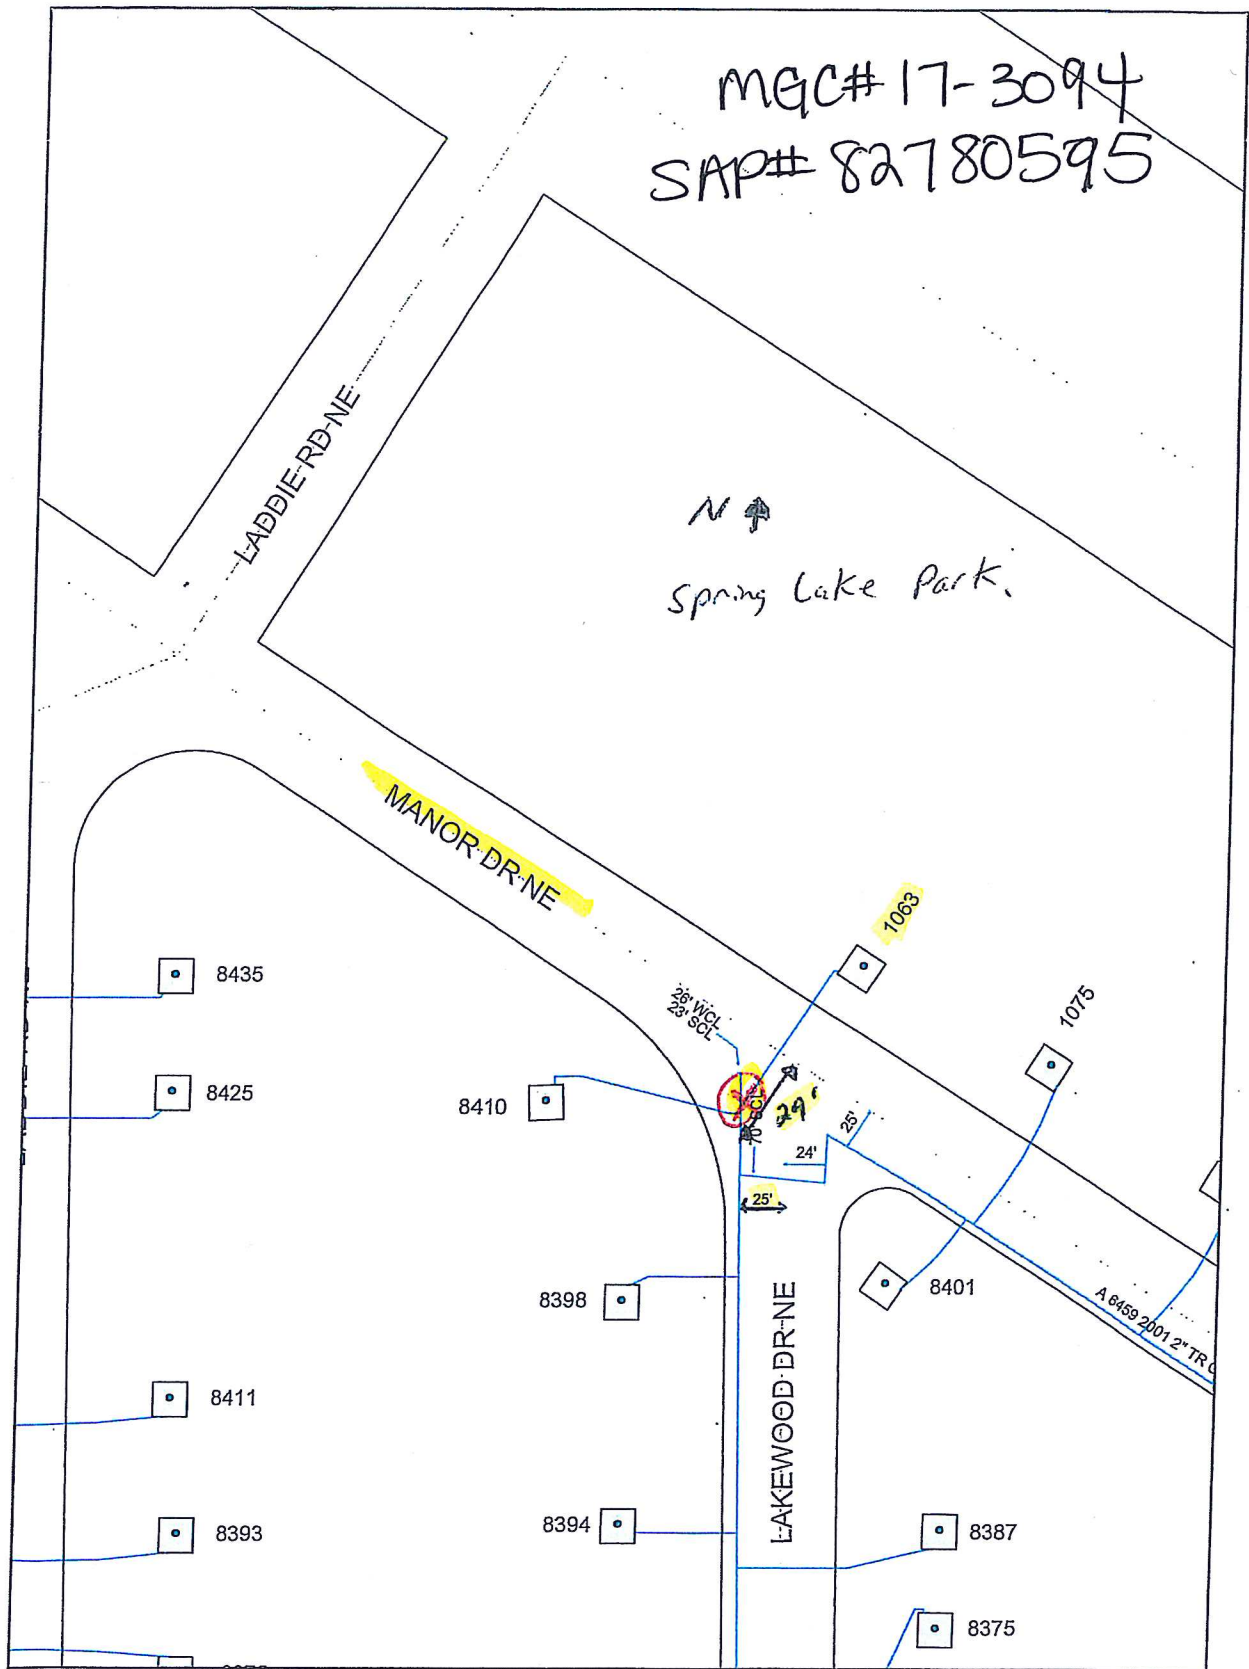 MGC# 17-3094
SAP# 82780595
LADDIE RD NE
N
Spring Lake Park.
MANOR DR NE
1063
1075
26' WCL
23' SCL
8435
8425
8410
29'
25'
24'
25'
8398
8401
A 6459 2001 2" TR
LAKEWOOD DR NE
8411
8393
8394
8387
8375